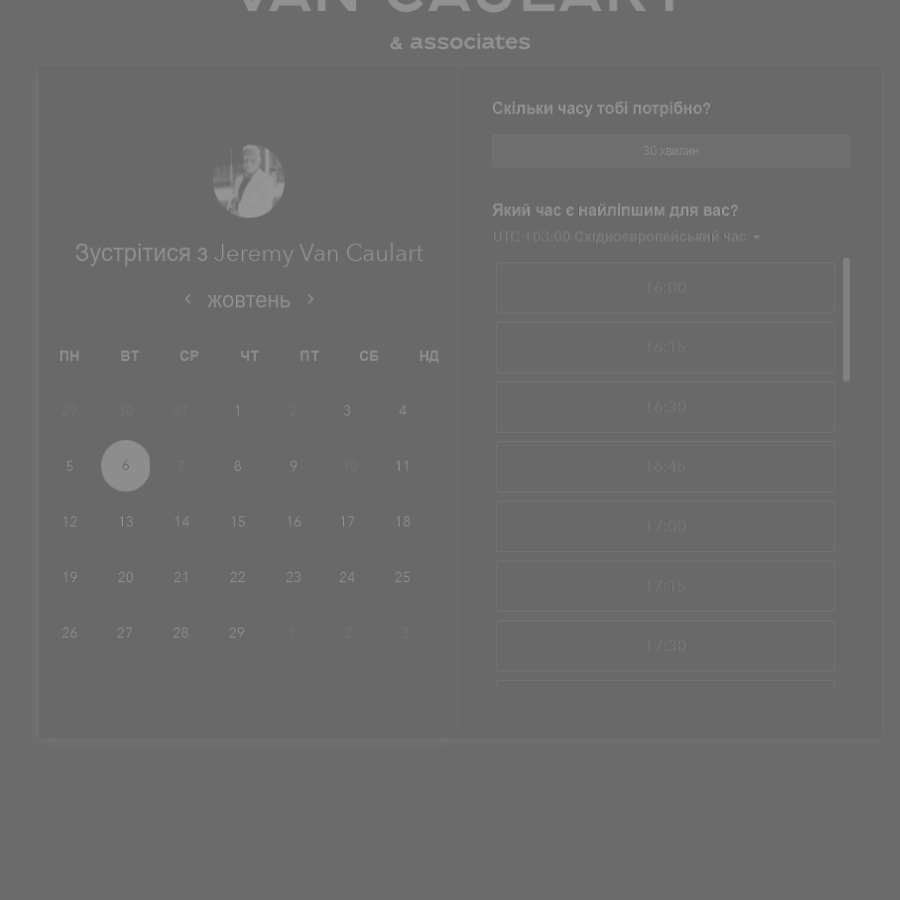 VAN CAULART
& associates
Зустрітися з Jeremy Van Caulart
жовтень
ПН ВТ СР ЧТ ПТ СБ НД
29 30 31 1 2 3 4
5 6 7 8 9 10 11
12 13 14 15 16 17 18
19 20 21 22 23 24 25
26 27 28 29 1 2 3
Скільки часу тобі потрібно?
30 хвилин
Який час є найліпшим для вас?
UTC +03:00 Східноєвропейський час
16:00
16:15
16:30
16:45
17:00
17:15
17:30